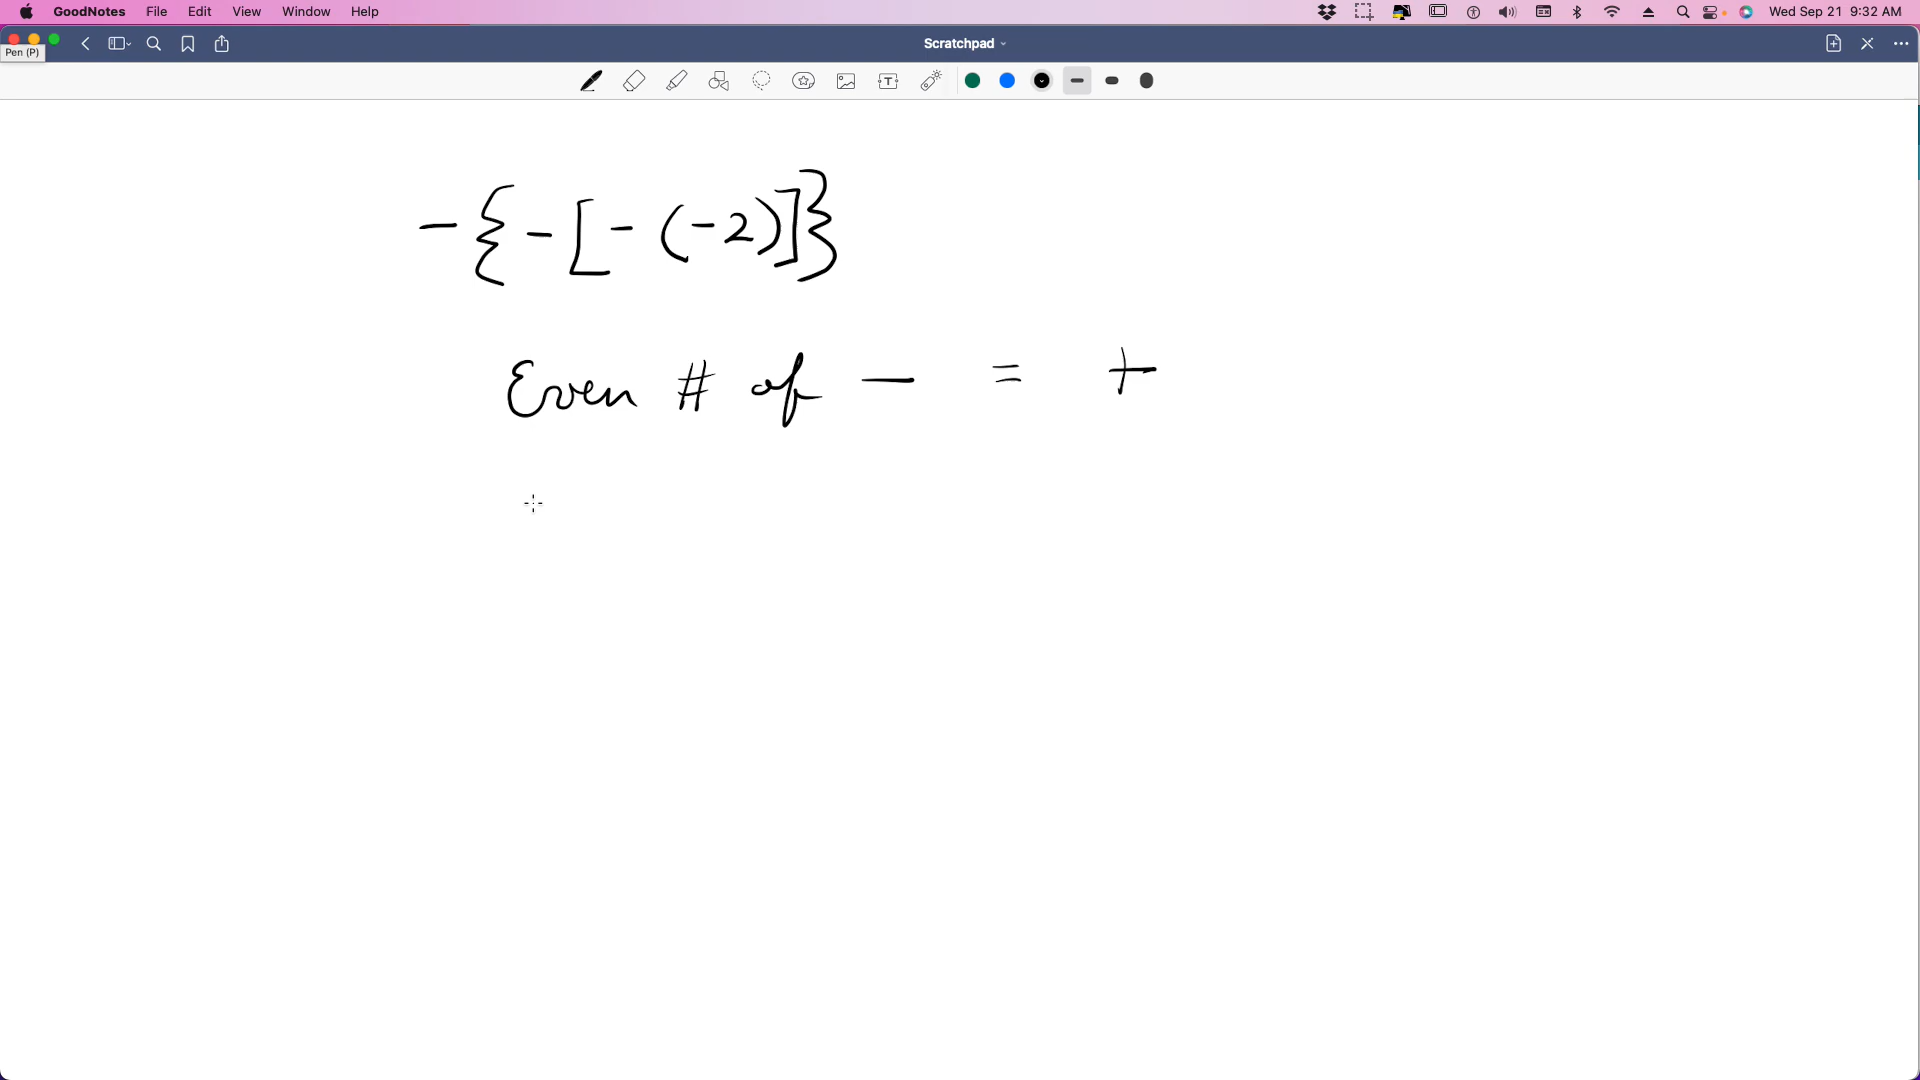 GoodNotes File Edit View Window Help Wed Sep 21 9:32 AM
Pen (P)
Scratchpad
T
-{-[-(-2)]}
Even # of — = +